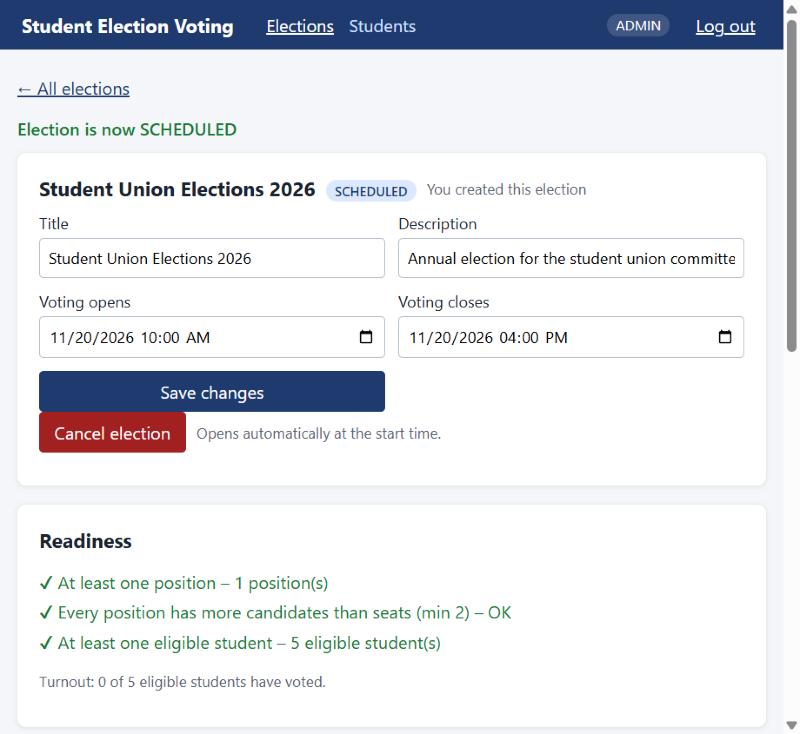 Student Election Voting Elections Students ADMIN Log out
← All elections
Election is now SCHEDULED
Student Union Elections 2026 SCHEDULED You created this election
Title Description
Student Union Elections 2026 Annual election for the student union committe
Voting opens Voting closes
11/20/2026 10:00 AM 11/20/2026 04:00 PM
Save changes
Cancel election Opens automatically at the start time.
Readiness
✓ At least one position – 1 position(s)
✓ Every position has more candidates than seats (min 2) – OK
✓ At least one eligible student – 5 eligible student(s)
Turnout: 0 of 5 eligible students have voted.